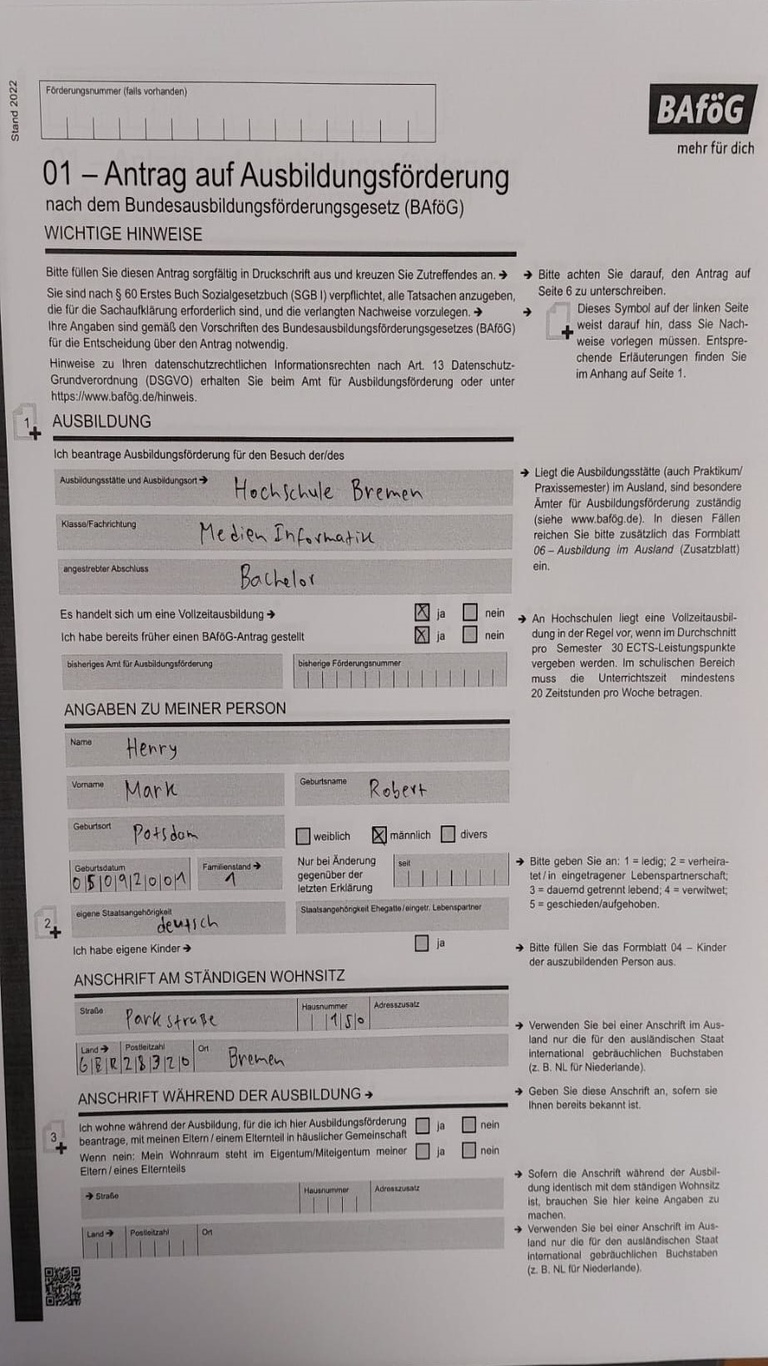 Stand 2022
Förderungsnummer (falls vorhanden)
BAföG
mehr für dich
01 – Antrag auf Ausbildungsförderung
nach dem Bundesausbildungsförderungsgesetz (BAföG)
WICHTIGE HINWEISE
Bitte füllen Sie diesen Antrag sorgfältig in Druckschrift aus und kreuzen Sie Zutreffendes an. →
Sie sind nach § 60 Erstes Buch Sozialgesetzbuch (SGB I) verpflichtet, alle Tatsachen anzugeben,
die für die Sachaufklärung erforderlich sind, und die verlangten Nachweise vorzulegen. →
Ihre Angaben sind gemäß den Vorschriften des Bundesausbildungsförderungsgesetzes (BAföG)
für die Entscheidung über den Antrag notwendig.
Hinweise zu Ihren datenschutzrechtlichen Informationsrechten nach Art. 13 Datenschutz-
Grundverordnung (DSGVO) erhalten Sie beim Amt für Ausbildungsförderung oder unter
https://www.bafög.de/hinweis.
→ Bitte achten Sie darauf, den Antrag auf
Seite 6 zu unterschreiben.
→ Dieses Symbol auf der linken Seite
weist darauf hin, dass Sie Nach-
weise vorlegen müssen. Entspre-
chende Erläuterungen finden Sie
im Anhang auf Seite 1.
1 AUSBILDUNG
Ich beantrage Ausbildungsförderung für den Besuch der/des
Ausbildungsstätte und Ausbildungsort → Hochschule Bremen
Klasse/Fachrichtung Medien Informatik
angestrebter Abschluss Bachelor
→ Liegt die Ausbildungsstätte (auch Praktikum/
Praxissemester) im Ausland, sind besondere
Ämter für Ausbildungsförderung zuständig
(siehe www.bafög.de). In diesen Fällen
reichen Sie bitte zusätzlich das Formblatt
06 – Ausbildung im Ausland (Zusatzblatt)
ein.
Es handelt sich um eine Vollzeitausbildung → X ja nein
Ich habe bereits früher einen BAföG-Antrag gestellt X ja nein
bisheriges Amt für Ausbildungsförderung bisherige Förderungsnummer
→ An Hochschulen liegt eine Vollzeitausbil-
dung in der Regel vor, wenn im Durchschnitt
pro Semester 30 ECTS-Leistungspunkte
vergeben werden. Im schulischen Bereich
muss die Unterrichtszeit mindestens
20 Zeitstunden pro Woche betragen.
ANGABEN ZU MEINER PERSON
Name Henry
Vorname Mark Geburtsname Robert
Geburtsort Potsdam weiblich X männlich divers
Geburtsdatum 05092001 Familienstand → 1
Nur bei Änderung
gegenüber der
letzten Erklärung
seit
→ Bitte geben Sie an: 1 = ledig; 2 = verheira-
tet / in eingetragener Lebenspartnerschaft;
3 = dauernd getrennt lebend; 4 = verwitwet;
5 = geschieden/aufgehoben.
2 eigene Staatsangehörigkeit deutsch Staatsangehörigkeit Ehegatte/eingetr. Lebenspartner
Ich habe eigene Kinder → ja
→ Bitte füllen Sie das Formblatt 04 – Kinder
der auszubildenden Person aus.
ANSCHRIFT AM STÄNDIGEN WOHNSITZ
Straße Parkstraße Hausnummer 150 Adresszusatz
Land → GER Postleitzahl 28320 Ort Bremen
→ Verwenden Sie bei einer Anschrift im Aus-
land nur die für den ausländischen Staat
international gebräuchlichen Buchstaben
(z. B. NL für Niederlande).
ANSCHRIFT WÄHREND DER AUSBILDUNG →
→ Geben Sie diese Anschrift an, sofern sie
Ihnen bereits bekannt ist.
3 Ich wohne während der Ausbildung, für die ich hier Ausbildungsförderung
beantrage, mit meinen Eltern / einem Elternteil in häuslicher Gemeinschaft ja nein
Wenn nein: Mein Wohnraum steht im Eigentum/Miteigentum meiner
Eltern / eines Elternteils ja nein
→ Straße Hausnummer Adresszusatz
Land → Postleitzahl Ort
→ Sofern die Anschrift während der Ausbil-
dung identisch mit dem ständigen Wohnsitz
ist, brauchen Sie hier keine Angaben zu
machen.
→ Verwenden Sie bei einer Anschrift im Aus-
land nur die für den ausländischen Staat
international gebräuchlichen Buchstaben
(z. B. NL für Niederlande).